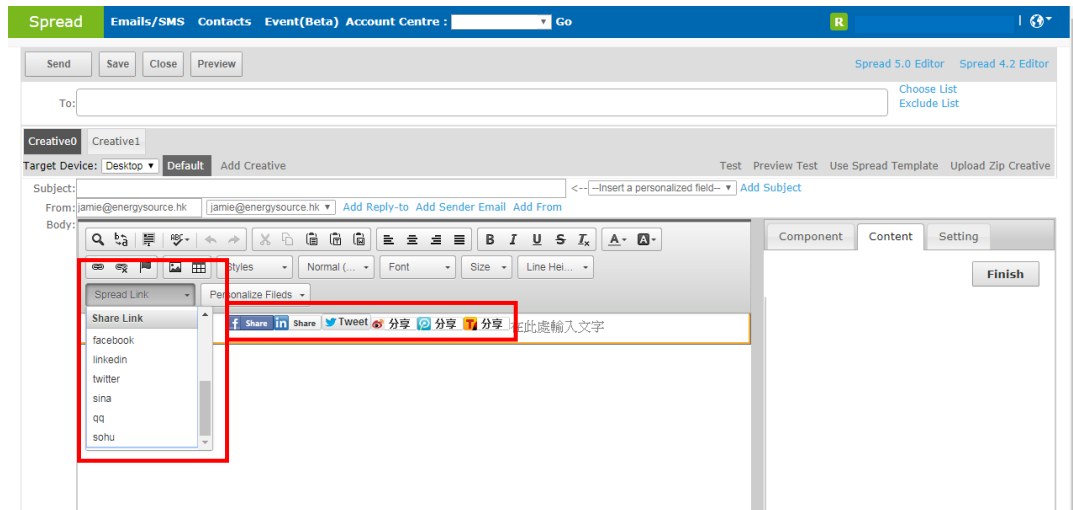 Spread Emails/SMS Contacts Event(Beta) Account Centre : Go R
Send Save Close Preview Spread 5.0 Editor Spread 4.2 Editor
To: Choose List
Exclude List
Creative0 Creative1
Target Device: Desktop Default Add Creative Test Preview Test Use Spread Template Upload Zip Creative
Subject: <-- --Insert a personalized field-- Add Subject
From: jamie@energysource.hk jamie@energysource.hk Add Reply-to Add Sender Email Add From
Body: Component Content Setting
B I U S Ix A A
Styles Normal (... Font Size Line Hei... Finish
Spread Link Personalize Fileds
Share Link f Share in Share Tweet 分享 分享 分享 在此處輸入文字
facebook
linkedin
twitter
sina
qq
sohu